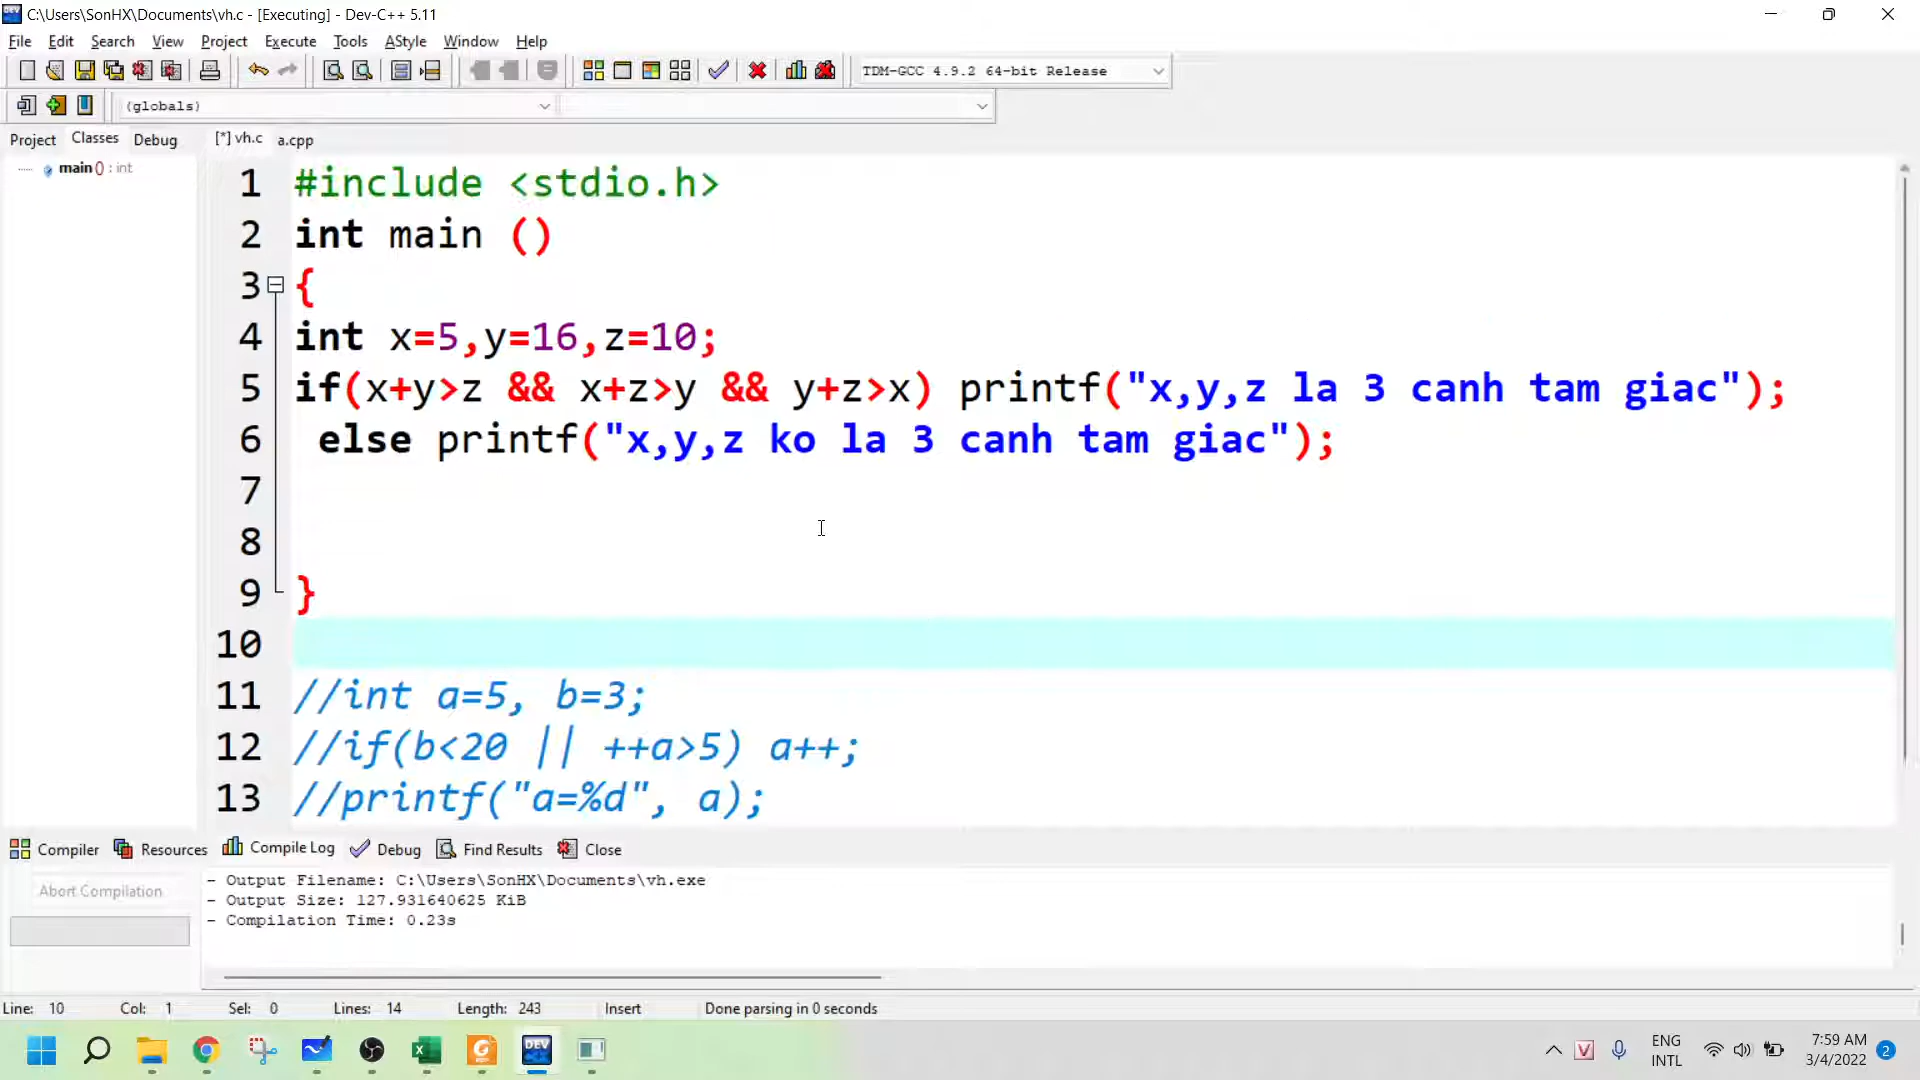 C:\Users\SonHX\Documents\vh.c - [Executing] - Dev-C++ 5.11
File Edit Search View Project Execute Tools AStyle Window Help
TDM-GCC 4.9.2 64-bit Release
(globals)
Project Classes Debug [*] vh.c a.cpp
main () : int
1 #include <stdio.h>
2 int main ()
3 {
4 int x=5,y=16,z=10;
5 if(x+y>z && x+z>y && y+z>x) printf("x,y,z la 3 canh tam giac");
6 else printf("x,y,z ko la 3 canh tam giac");
7
8
9 }
10
11 //int a=5, b=3;
12 //if(b<20 || ++a>5) a++;
13 //printf("a=%d", a);
Compiler Resources Compile Log Debug Find Results Close
Abort Compilation
- Output Filename: C:\Users\SonHX\Documents\vh.exe
- Output Size: 127.931640625 KiB
- Compilation Time: 0.23s
Line: 10 Col: 1 Sel: 0 Lines: 14 Length: 243 Insert Done parsing in 0 seconds
DEV
V
ENG
INTL
7:59 AM
3/4/2022
2